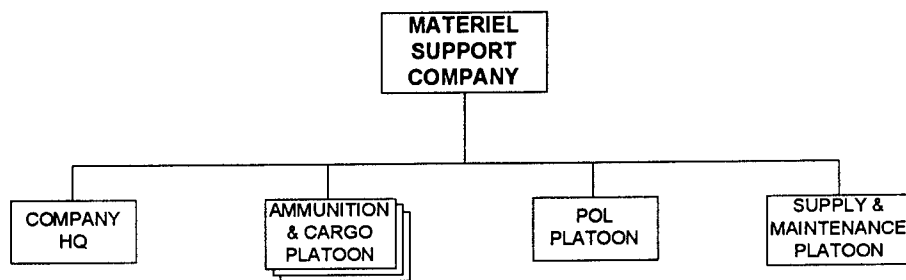 MATERIEL
SUPPORT
COMPANY
COMPANY
HQ
AMMUNITION
& CARGO
PLATOON
POL
PLATOON
SUPPLY &
MAINTENANCE
PLATOON